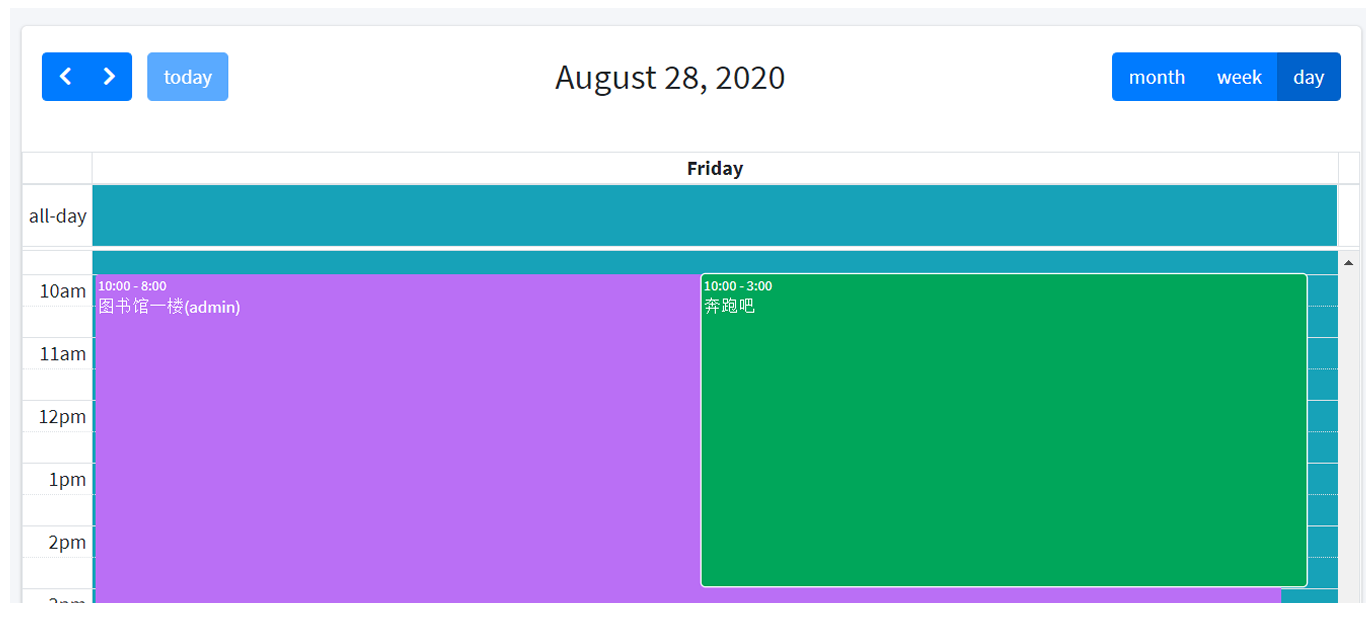 today
August 28, 2020
month week day
Friday
all-day
10am
10:00 - 8:00
图书馆一楼(admin)
10:00 - 3:00
奔跑吧
11am
12pm
1pm
2pm